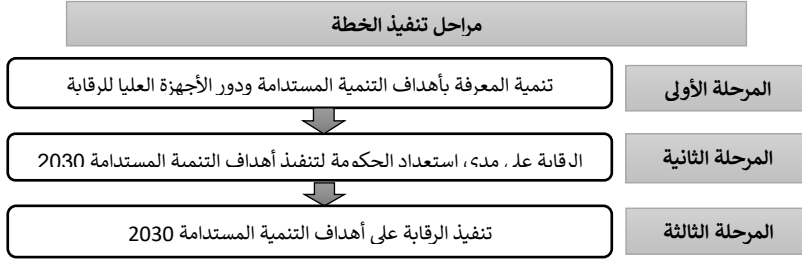 مراحل تنفيذ الخطة
المرحلة الأولى
تنمية المعرفة بأهداف التنمية المستدامة ودور الأجهزة العليا للرقابة
المرحلة الثانية
الرقابة على مدى استعداد الحكومة لتنفيذ أهداف التنمية المستدامة 2030
المرحلة الثالثة
تنفيذ الرقابة على أهداف التنمية المستدامة 2030